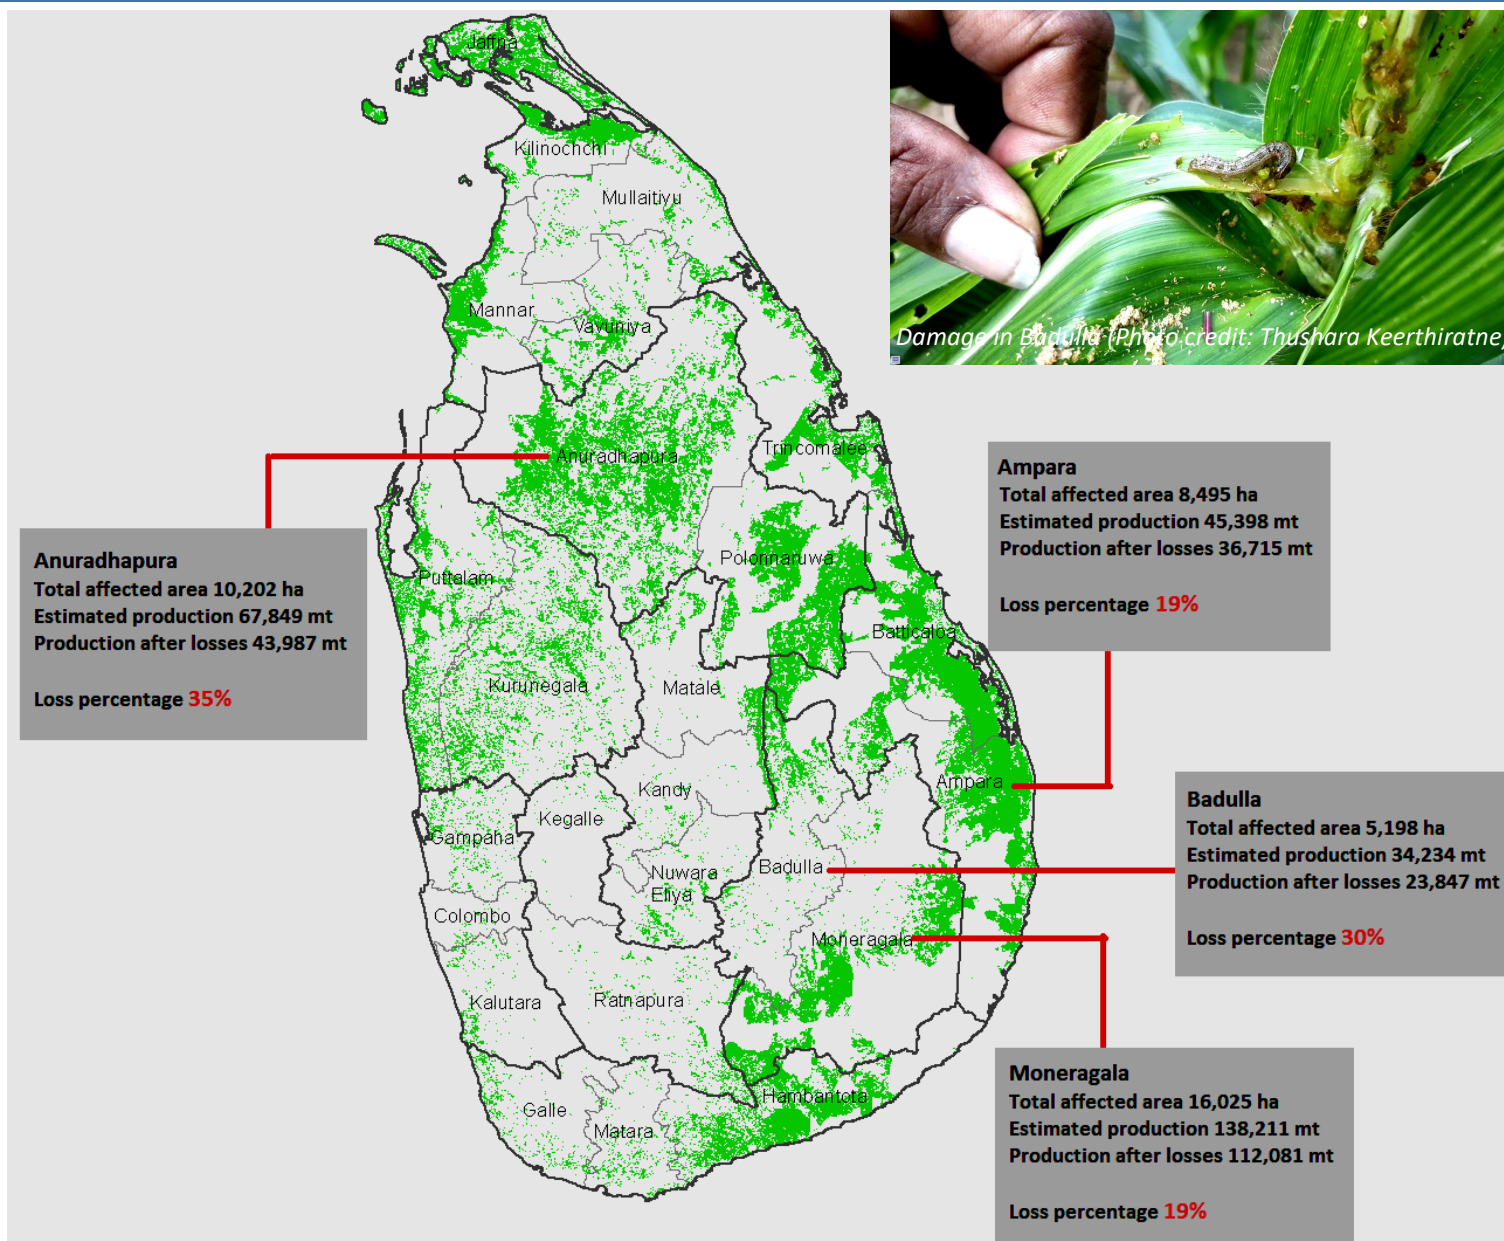 Jaffna
Kilinochchi
Mullaitiyu
Mannar
Vavuniya
Damage in Badulla (Photo credit: Thushara Keerthiratne)
Anuradhapura
Trincomalee
Anuradhapura
Total affected area 10,202 ha
Estimated production 67,849 mt
Production after losses 43,987 mt
Loss percentage 35%
Ampara
Total affected area 8,495 ha
Estimated production 45,398 mt
Production after losses 36,715 mt
Loss percentage 19%
Polonnaruwa
Puttalam
Batticaloa
Kurunegala
Matale
Ampara
Kandy
Kegalle
Gampaha
Badulla
Nuwara
Eliya
Colombo
Moneragala
Badulla
Total affected area 5,198 ha
Estimated production 34,234 mt
Production after losses 23,847 mt
Loss percentage 30%
Kalutara
Ratnapura
Hambantota
Galle
Matara
Moneragala
Total affected area 16,025 ha
Estimated production 138,211 mt
Production after losses 112,081 mt
Loss percentage 19%